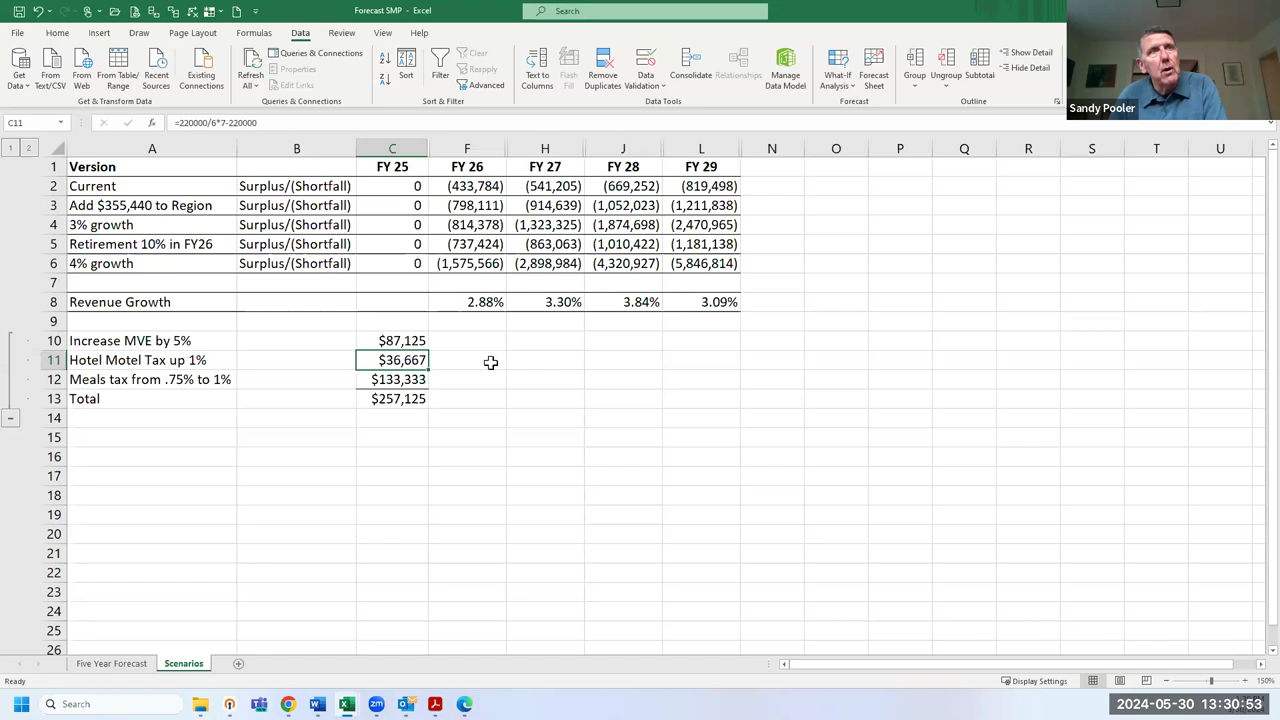 Forecast SMP - Excel
Search
File Home Insert Draw Page Layout Formulas Data Review View Help
Get Data From Text/CSV From Web From Table/Range Recent Sources Existing Connections
Get & Transform Data
Refresh All Queries & Connections Properties Edit Links
Queries & Connections
Sort Filter Clear Reapply Advanced
Sort & Filter
Text to Columns Flash Fill Remove Duplicates Data Validation Consolidate Relationships Manage Data Model
Data Tools
What-If Analysis Forecast Sheet
Forecast
Group Ungroup Subtotal Show Detail Hide Detail
Outline
Sandy Pooler
C11 fx =220000/6*7-220000
1 2 A B C F H J L N O P Q R S T U
1 Version FY 25 FY 26 FY 27 FY 28 FY 29
2 Current Surplus/(Shortfall) 0 (433,784) (541,205) (669,252) (819,498)
3 Add $355,440 to Region Surplus/(Shortfall) 0 (798,111) (914,639) (1,052,023) (1,211,838)
4 3% growth Surplus/(Shortfall) 0 (814,378) (1,323,325) (1,874,698) (2,470,965)
5 Retirement 10% in FY26 Surplus/(Shortfall) 0 (737,424) (863,063) (1,010,422) (1,181,138)
6 4% growth Surplus/(Shortfall) 0 (1,575,566) (2,898,984) (4,320,927) (5,846,814)
7
8 Revenue Growth 2.88% 3.30% 3.84% 3.09%
9
10 Increase MVE by 5% $87,125
11 Hotel Motel Tax up 1% $36,667
12 Meals tax from .75% to 1% $133,333
13 Total $257,125
14
15
16
17
18
19
20
21
22
23
24
25
26
Five Year Forecast Scenarios
Ready Display Settings 150%
Search
2024-05-30 13:30:53